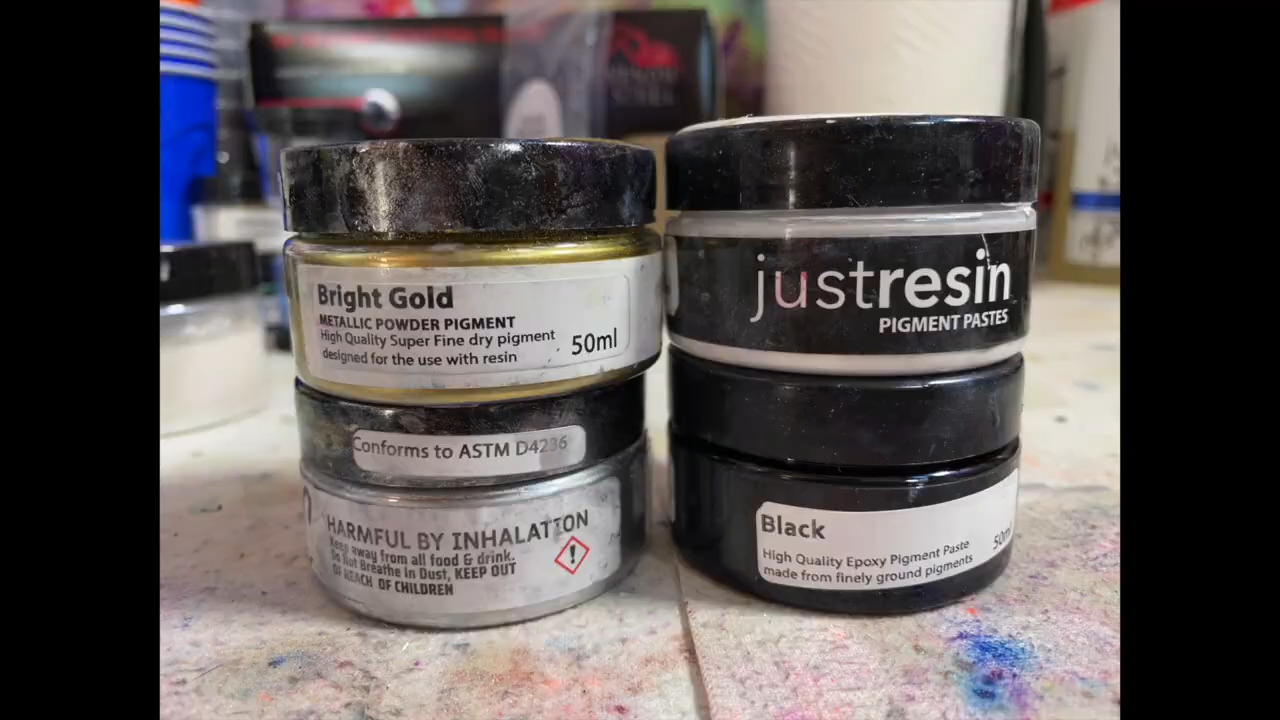 Bright Gold
METALLIC POWDER PIGMENT
High Quality Super Fine dry pigment
designed for the use with resin
50ml
Conforms to ASTM D4236
HARMFUL BY INHALATION
Keep away from all food & drink.
Do Not Breathe In Dust, KEEP OUT
OF REACH OF CHILDREN
justresin
PIGMENT PASTES
Black
High Quality Epoxy Pigment Paste
made from finely ground pigments
50ml